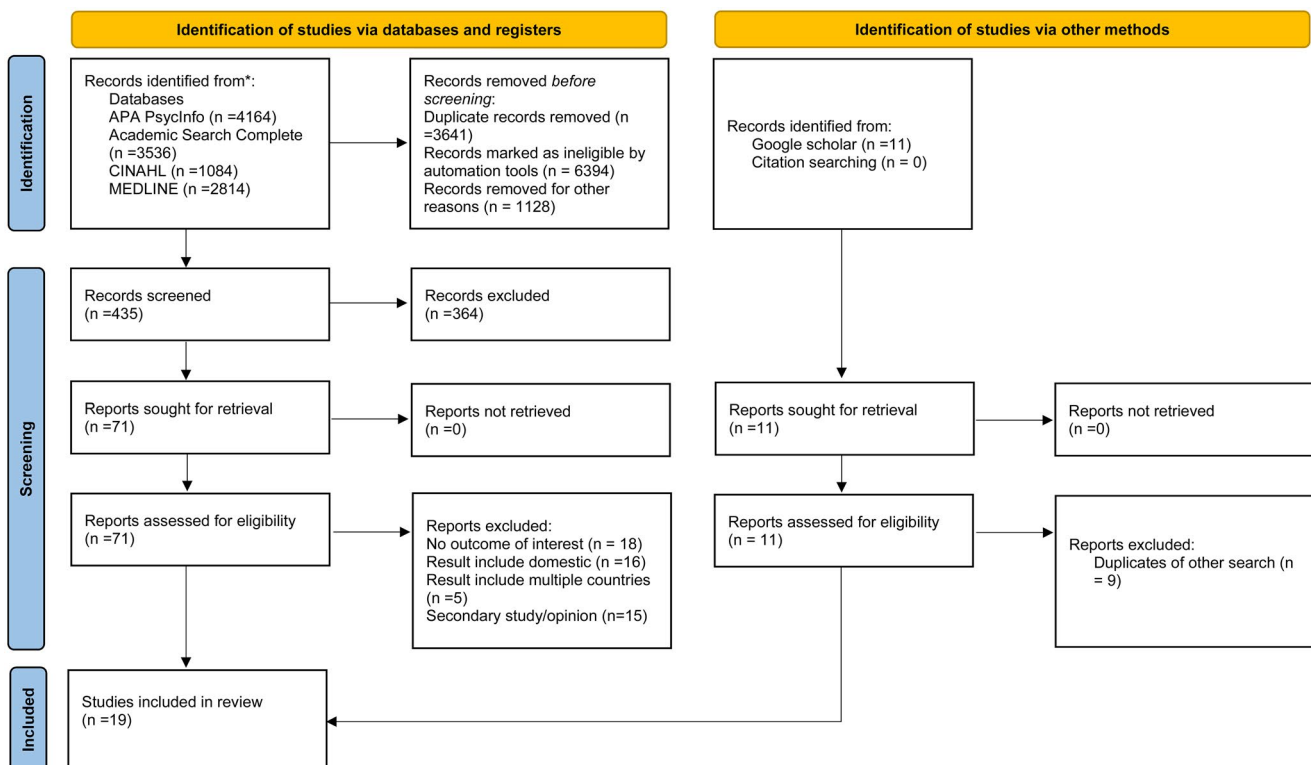 Identification of studies via databases and registers
Identification of studies via other methods
Identification
Records identified from*:
Databases
APA PsycInfo (n =4164)
Academic Search Complete
(n =3536)
CINAHL (n =1084)
MEDLINE (n =2814)
Records removed before
screening:
Duplicate records removed (n
=3641)
Records marked as ineligible by
automation tools (n = 6394)
Records removed for other
reasons (n = 1128)
Records identified from:
Google scholar (n =11)
Citation searching (n = 0)
Screening
Records screened
(n =435)
Records excluded
(n =364)
Reports sought for retrieval
(n =71)
Reports not retrieved
(n =0)
Reports sought for retrieval
(n =11)
Reports not retrieved
(n =0)
Reports assessed for eligibility
(n =71)
Reports excluded:
No outcome of interest (n = 18)
Result include domestic (n =16)
Result include multiple countries
(n =5)
Secondary study/opinion (n=15)
Reports assessed for eligibility
(n = 11)
Reports excluded:
Duplicates of other search (n
= 9)
Included
Studies included in review
(n =19)